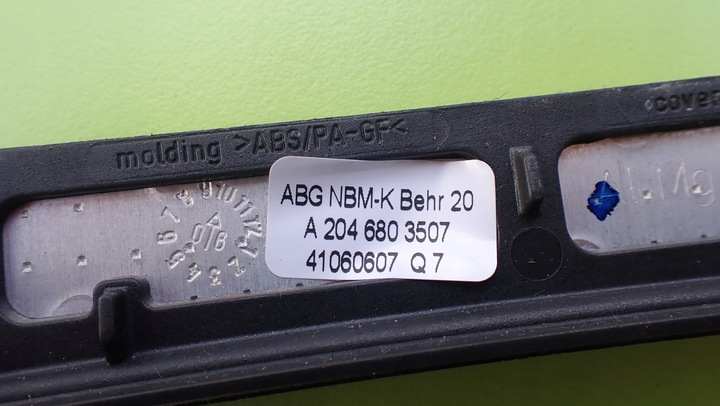 molding >ABS/PA-GF<
cover
ABG NBM-K Behr 20
A 204 680 3507
41060607 Q 7